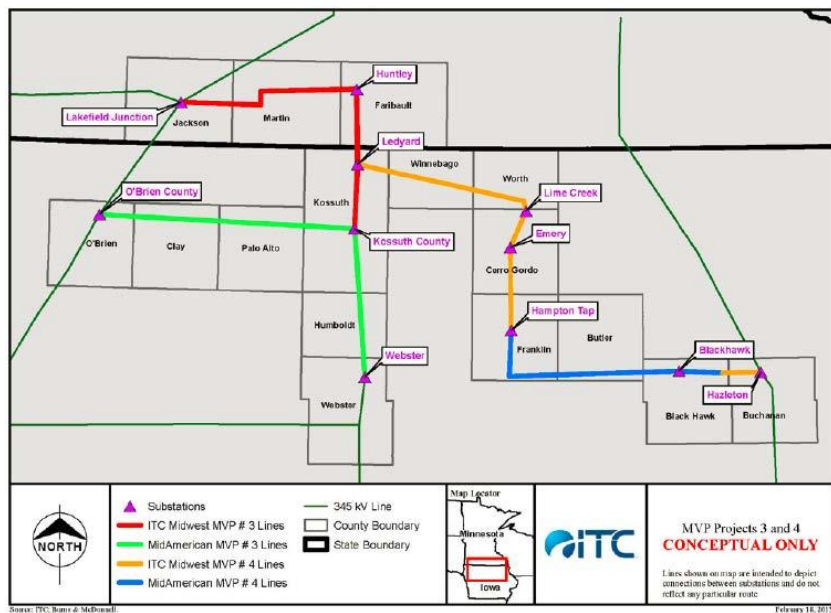 Huntley
Lakefield Junction
Jackson
Martin
Faribault
Ledyard
Winnebago
Worth
O'Brien County
Kossuth
Lime Creek
Emery
O'Brien
Clay
Palo Alto
Kossuth County
Cerro Gordo
Hampton Tap
Humboldt
Franklin
Butler
Webster
Blackhawk
Webster
Hazleton
Black Hawk
Buchanan
NORTH
Substations
ITC Midwest MVP # 3 Lines
MidAmerican MVP # 3 Lines
ITC Midwest MVP # 4 Lines
MidAmerican MVP # 4 Lines
345 kV Line
County Boundary
State Boundary
Map Locator
Minnesota
Iowa
ITC
MVP Projects 3 and 4
CONCEPTUAL ONLY
Lines shown on map are intended to depict
connections between substations and do not
reflect any particular route
Source: ITC, Burns & McDonnell.